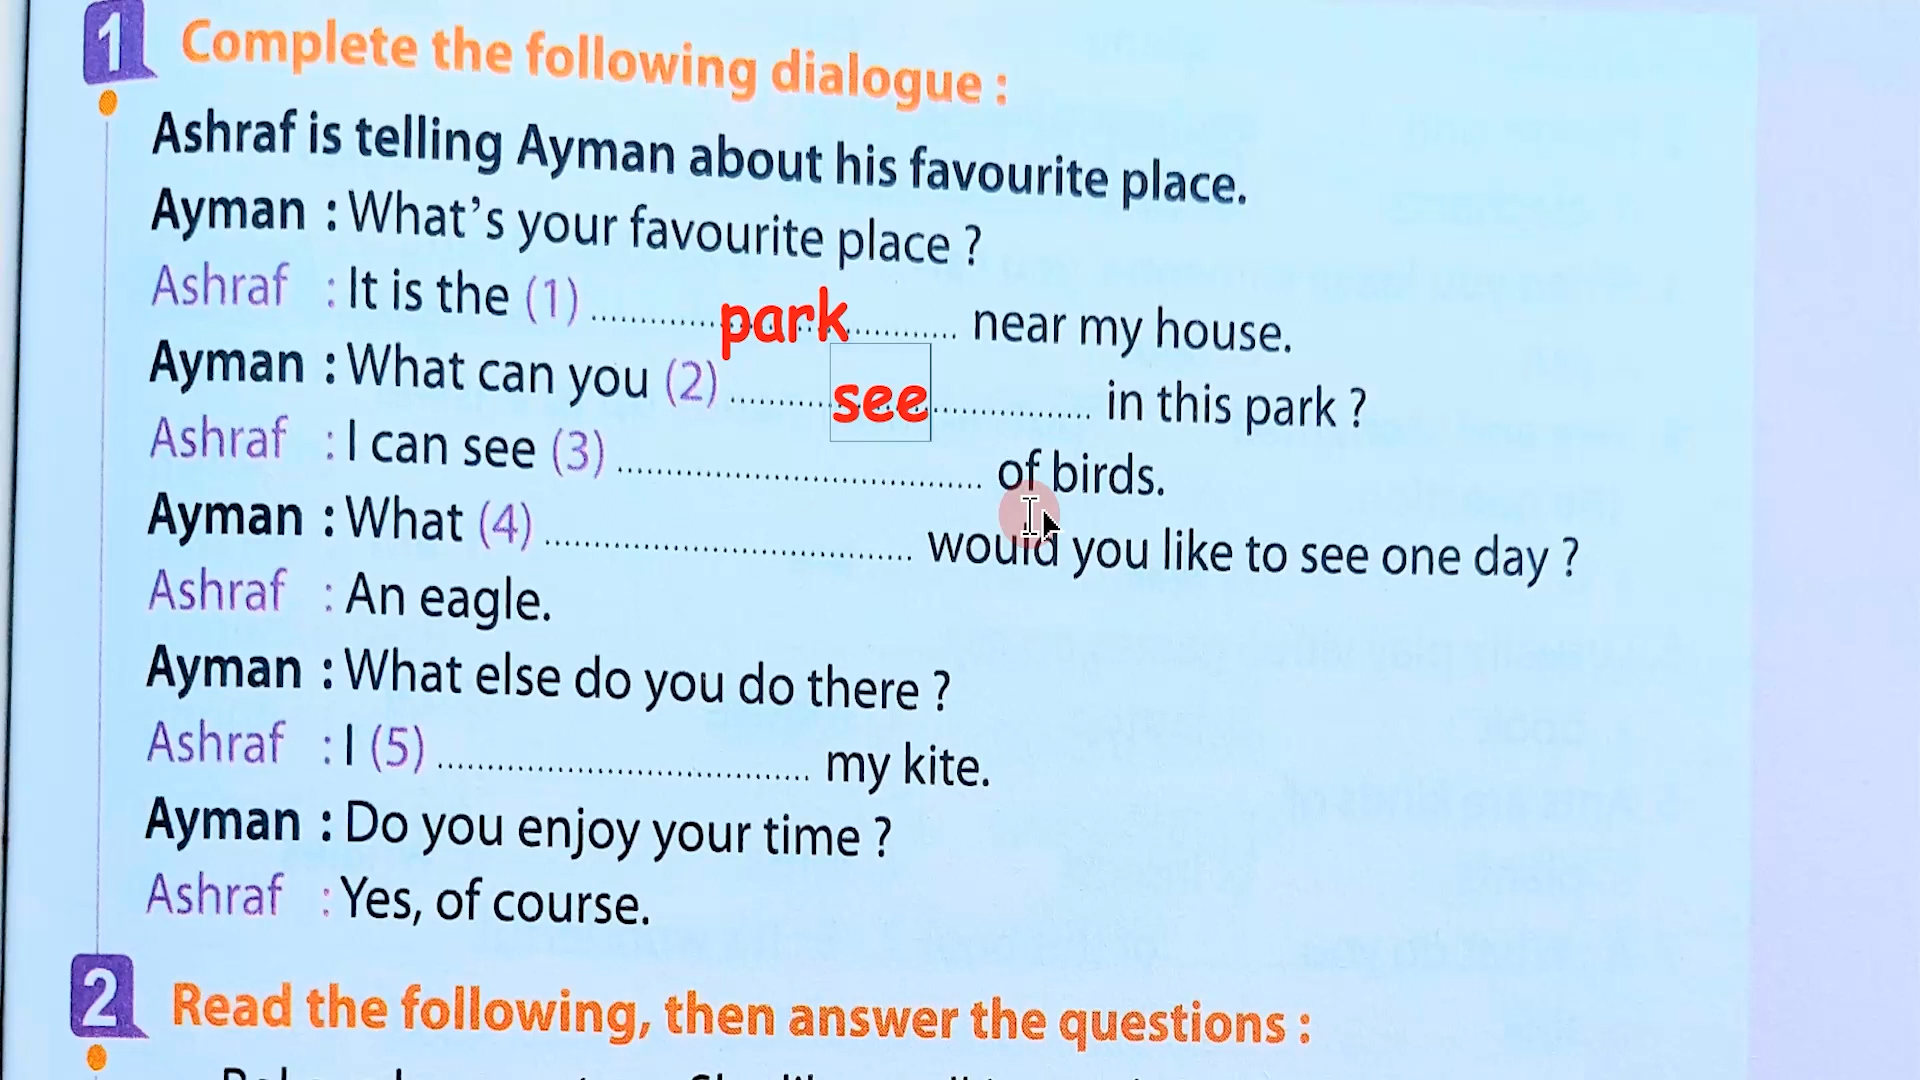 1 Complete the following dialogue :
Ashraf is telling Ayman about his favourite place.
Ayman : What's your favourite place ?
Ashraf : It is the (1) .......... park .......... near my house.
Ayman : What can you (2) .......... see .......... in this park ?
Ashraf : I can see (3) .................... of birds.
Ayman : What (4) .................... would you like to see one day ?
Ashraf : An eagle.
Ayman : What else do you do there ?
Ashraf : I (5) .................... my kite.
Ayman : Do you enjoy your time ?
Ashraf : Yes, of course.
2 Read the following, then answer the questions :